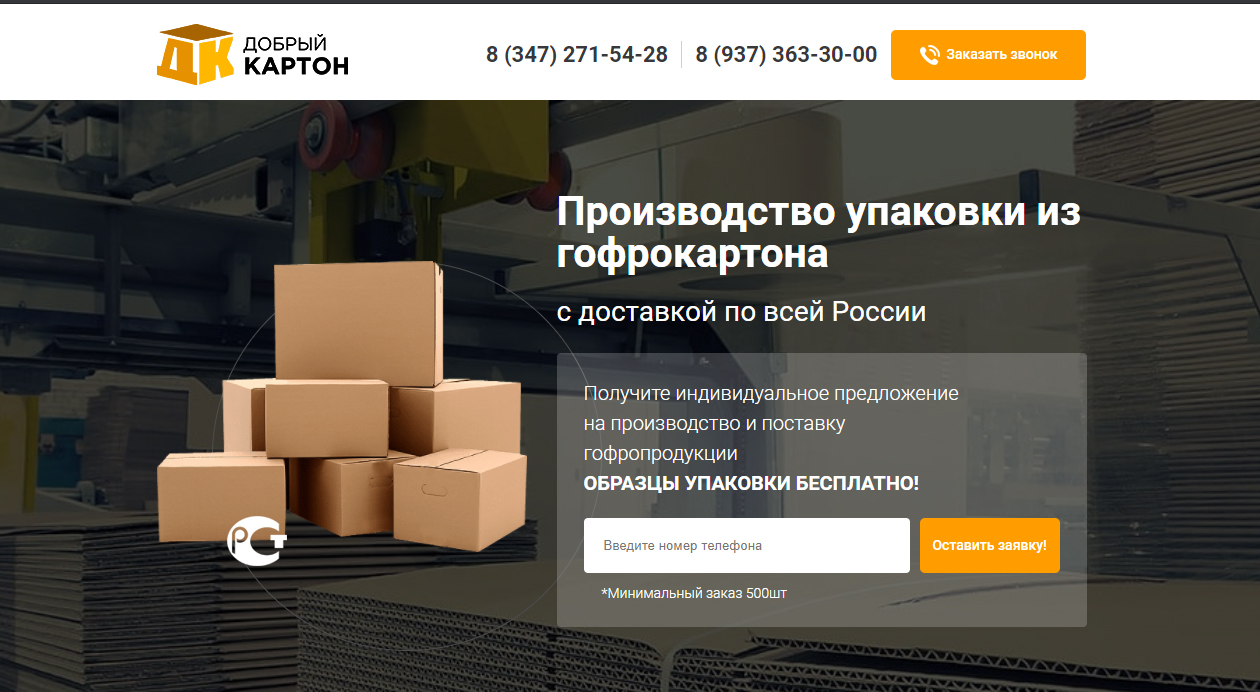 ДК
ДОБРЫЙ
КАРТОН
8 (347) 271-54-28
8 (937) 363-30-00
Заказать звонок
Производство упаковки из
гофрокартона
с доставкой по всей России
Получите индивидуальное предложение
на производство и поставку
гофропродукции
ОБРАЗЦЫ УПАКОВКИ БЕСПЛАТНО!
Введите номер телефона
Оставить заявку!
*Минимальный заказ 500шт
РСТ